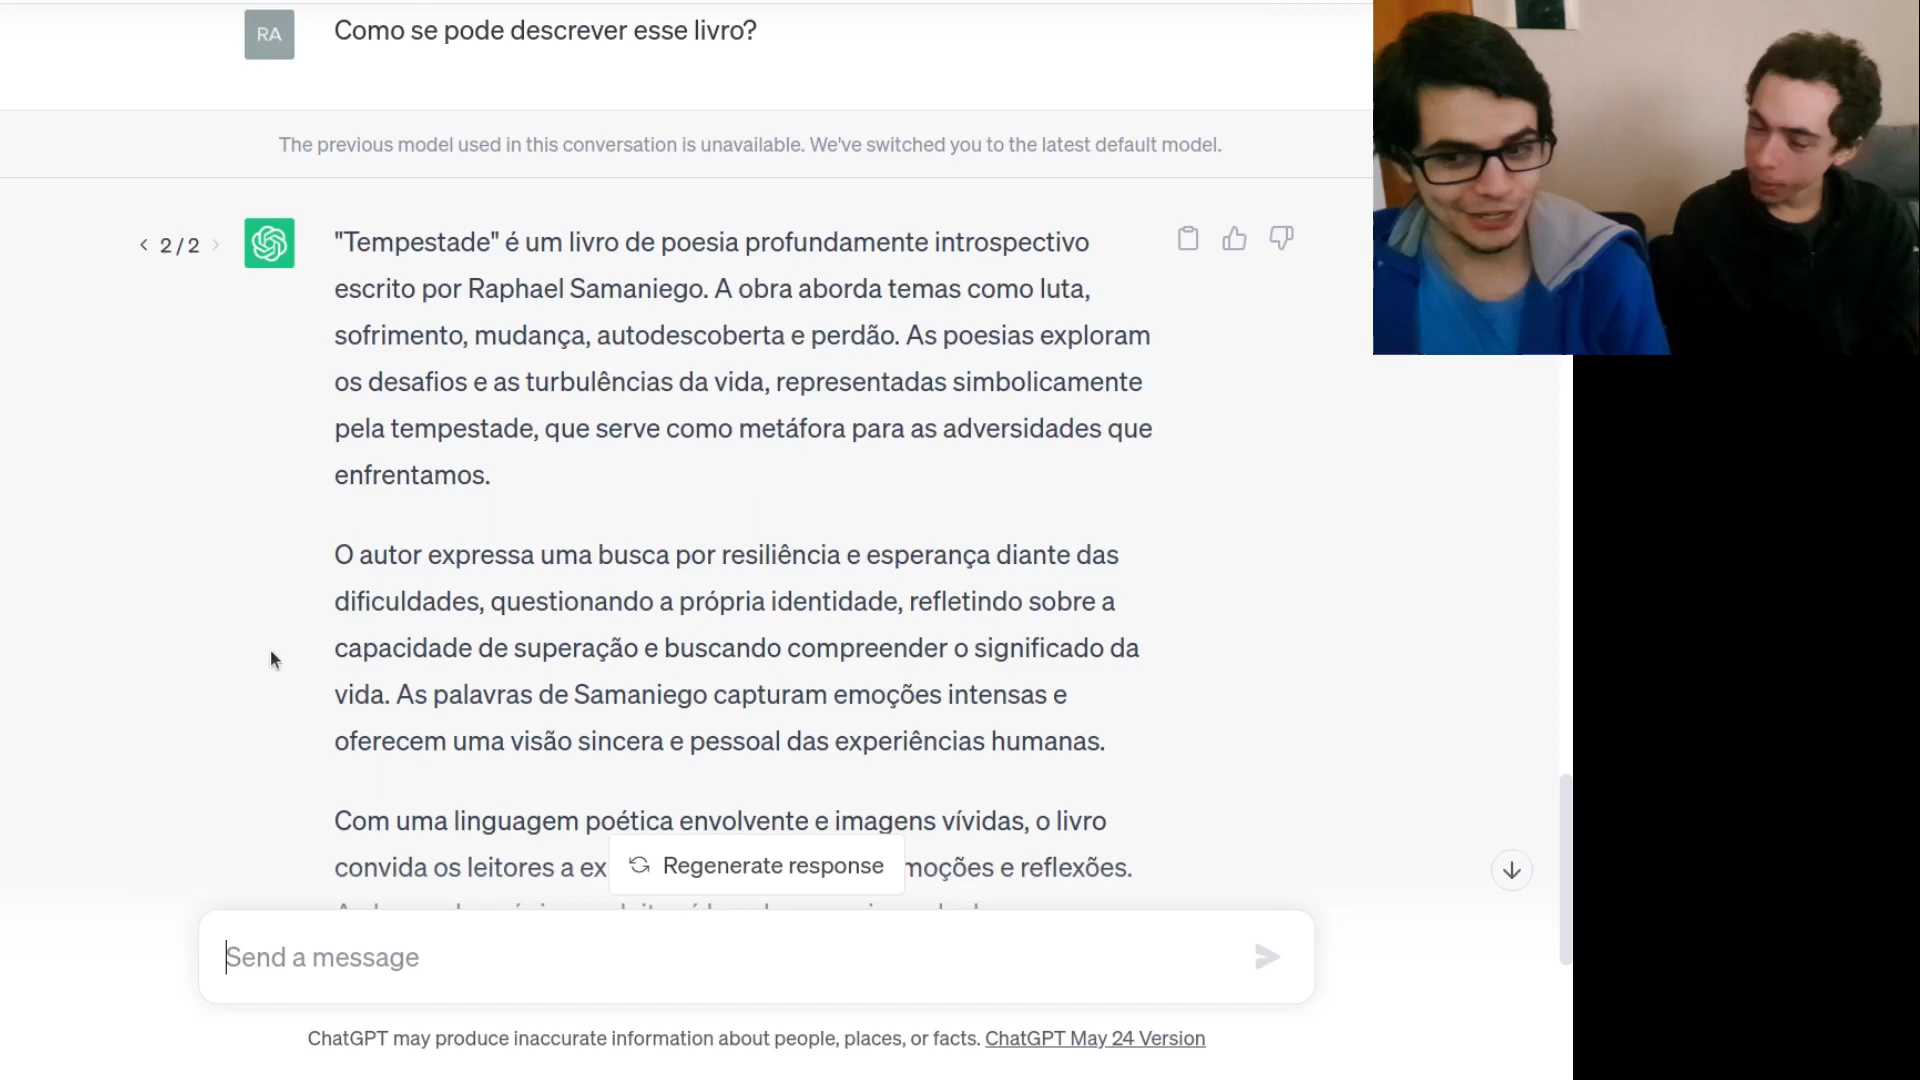 RA
Como se pode descrever esse livro?
The previous model used in this conversation is unavailable. We've switched you to the latest default model.
< 2 / 2 >
"Tempestade" é um livro de poesia profundamente introspectivo
escrito por Raphael Samaniego. A obra aborda temas como luta,
sofrimento, mudança, autodescoberta e perdão. As poesias exploram
os desafios e as turbulências da vida, representadas simbolicamente
pela tempestade, que serve como metáfora para as adversidades que
enfrentamos.
O autor expressa uma busca por resiliência e esperança diante das
dificuldades, questionando a própria identidade, refletindo sobre a
capacidade de superação e buscando compreender o significado da
vida. As palavras de Samaniego capturam emoções intensas e
oferecem uma visão sincera e pessoal das experiências humanas.
Com uma linguagem poética envolvente e imagens vívidas, o livro
convida os leitores a ex moções e reflexões.
Regenerate response
Send a message
ChatGPT may produce inaccurate information about people, places, or facts. ChatGPT May 24 Version